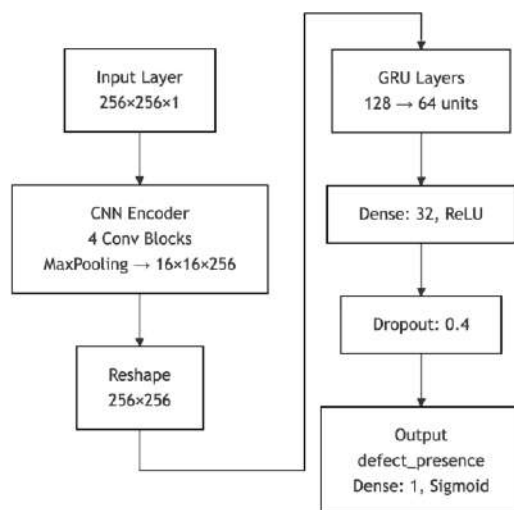 Input Layer
256×256×1
CNN Encoder
4 Conv Blocks
MaxPooling → 16×16×256
Reshape
256×256
GRU Layers
128 → 64 units
Dense: 32, ReLU
Dropout: 0.4
Output
defect_presence
Dense: 1, Sigmoid